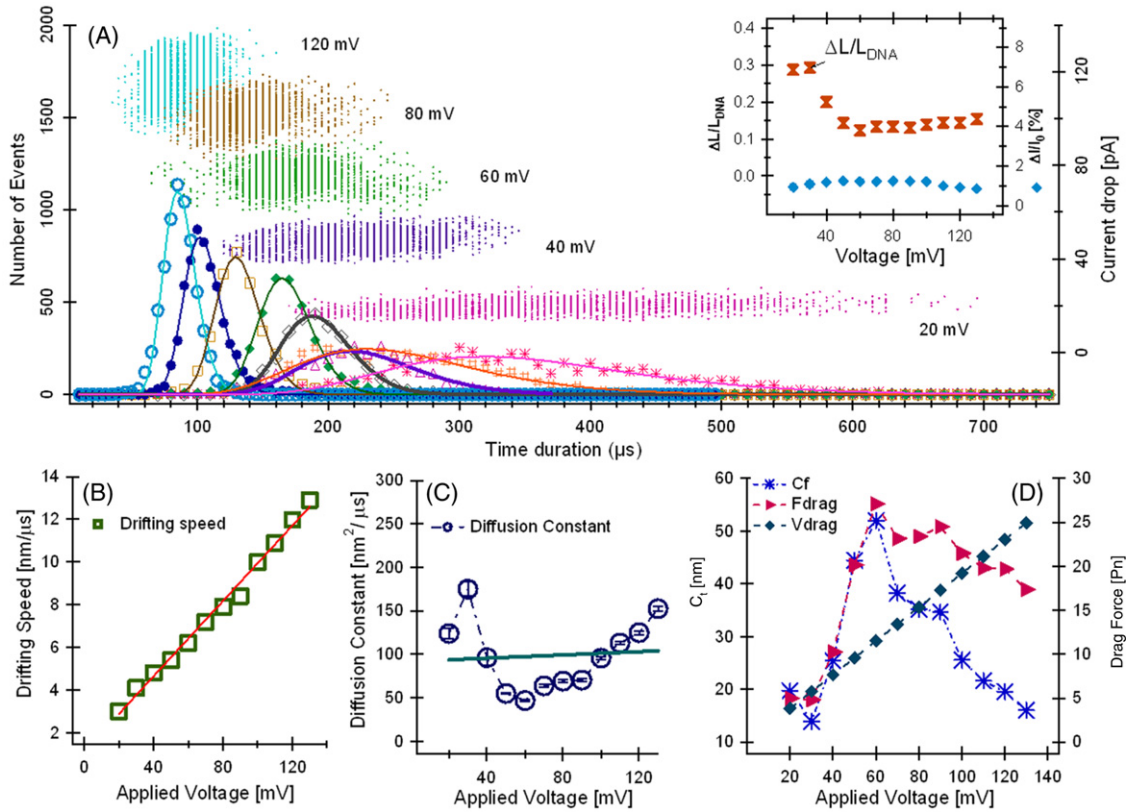 (A)
120 mV
80 mV
60 mV
40 mV
20 mV
Number of Events
2000
1500
1000
500
0
100
200
300
400
500
600
700
Time duration (µs)
Current drop [pA]
120
80
40
0
ΔL/L_DNA
ΔL/L_DNA
0.4
0.3
0.2
0.1
0.0
ΔI/I₀ [%]
8
6
4
2
0
40
80
120
Voltage [mV]
(B)
Drifting speed
Drifting Speed [nm/µs]
14
12
10
8
6
4
2
0
40
80
120
Applied Voltage [mV]
(C)
Diffusion Constant
Diffusion Constant [nm²/µs]
300
250
200
150
100
50
0
40
80
120
Applied Voltage [mV]
(D)
Cf
Fdrag
Vdrag
60
50
40
30
20
10
30
25
20
15
10
5
0
Drag Force [Pn]
20
40
60
80
100
120
140
Applied Voltage [mV]